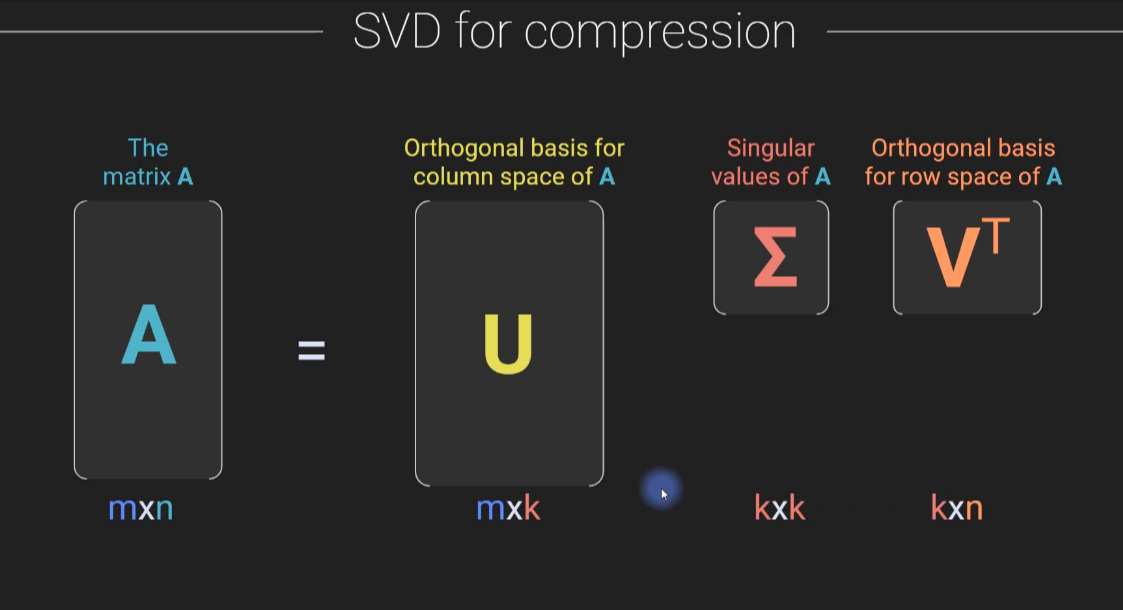 SVD for compression
The
matrix A
Orthogonal basis for
column space of A
Singular
values of A
Orthogonal basis
for row space of A
A
=
U
Σ
Vᵀ
mxn
mxk
kxk
kxn